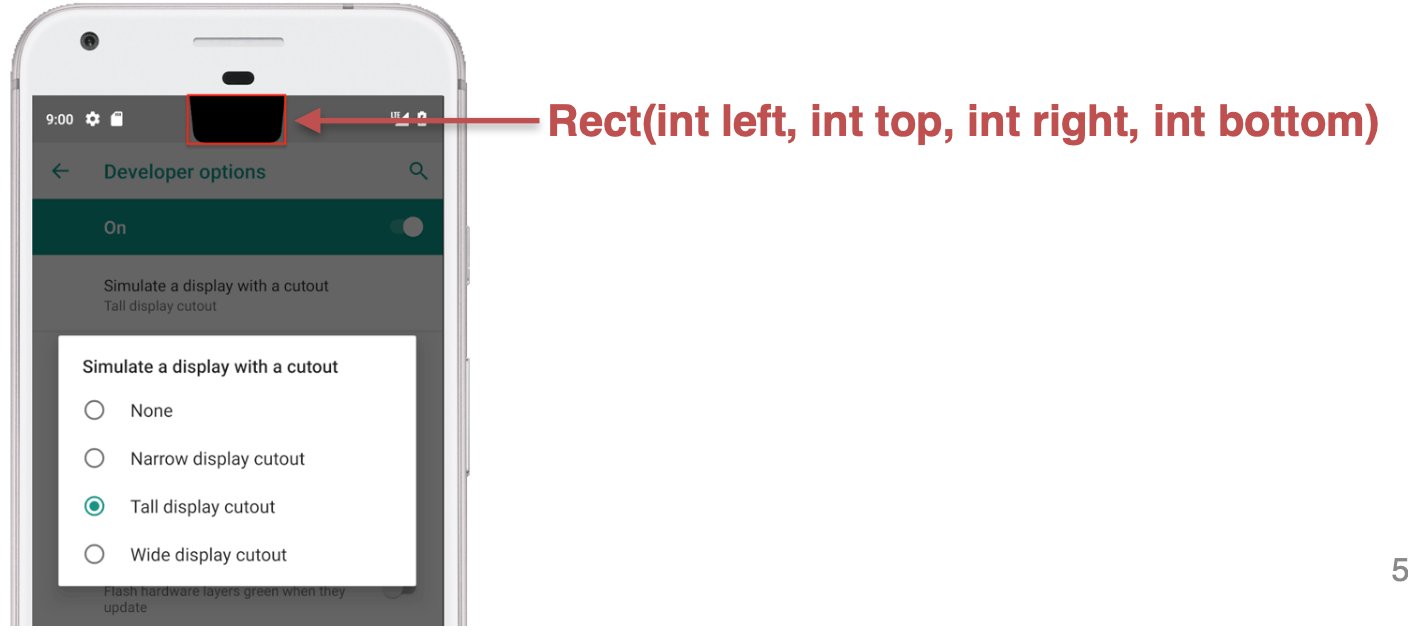 9:00
LTE
Rect(int left, int top, int right, int bottom)
Developer options
On
Simulate a display with a cutout
Tall display cutout
Simulate a display with a cutout
None
Narrow display cutout
Tall display cutout
Wide display cutout
Flash hardware layers green when they
update
5